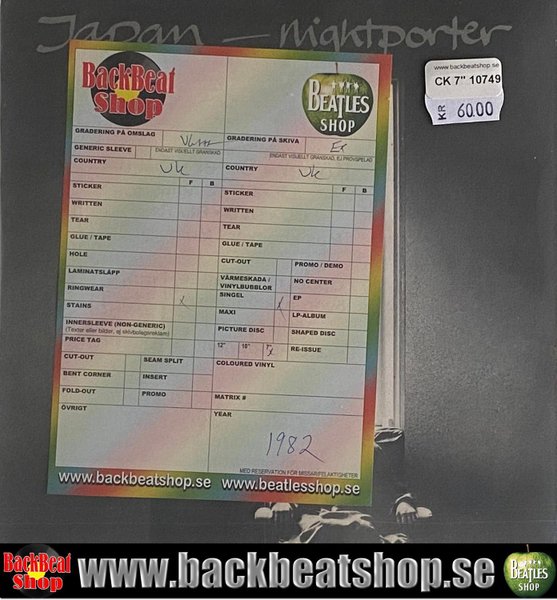 Japan — nightporter
www.backbeatshop.se
CK 7" 10749
KR 60.00
BackBeat
Shop
BEATLES
SHOP
GRADERING PÅ OMSLAG
GRADERING PÅ SKIVA Ex
GENERIC SLEEVE
ENDAST VISUELLT GRANSKAD
ENDAST VISUELLT GRANSKAD, EJ PROVSPELAD
COUNTRY UK
COUNTRY UK
F B
STICKER
WRITTEN
TEAR
GLUE / TAPE
HOLE
LAMINATSLÄPP
RINGWEAR
STAINS x
INNERSLEEVE (NON-GENERIC)
(Texter eller bilder, ej skivbolagsreklam)
PRICE TAG
CUT-OUT SEAM SPLIT
BENT CORNER INSERT
FOLD-OUT PROMO
ÖVRIGT
F B
STICKER
WRITTEN
TEAR
GLUE / TAPE
CUT-OUT PROMO / DEMO
VÄRMESKADA /
VINYLBUBBLOR
NO CENTER
SINGEL x EP
MAXI LP-ALBUM
PICTURE DISC SHAPED DISC
12" 10" 7" x RE-ISSUE
COLOURED VINYL
MATRIX #
YEAR
1982
MED RESERVATION FÖR MISSAR/FELAKTIGHETER
www.backbeatshop.se www.beatlesshop.se
BackBeat
Shop
www.backbeatshop.se
BEATLES
SHOP